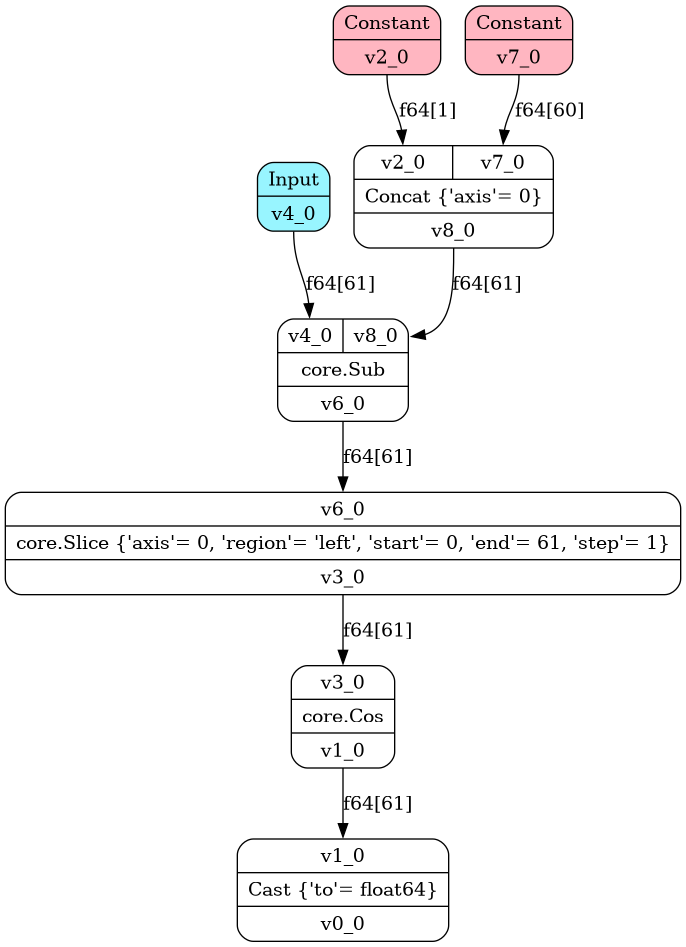 Constant
v2_0
Constant
v7_0
f64[1]
f64[60]
v2_0 v7_0
Concat {'axis'= 0}
v8_0
Input
v4_0
f64[61]
f64[61]
v4_0 v8_0
core.Sub
v6_0
f64[61]
v6_0
core.Slice {'axis'= 0, 'region'= 'left', 'start'= 0, 'end'= 61, 'step'= 1}
v3_0
f64[61]
v3_0
core.Cos
v1_0
f64[61]
v1_0
Cast {'to'= float64}
v0_0